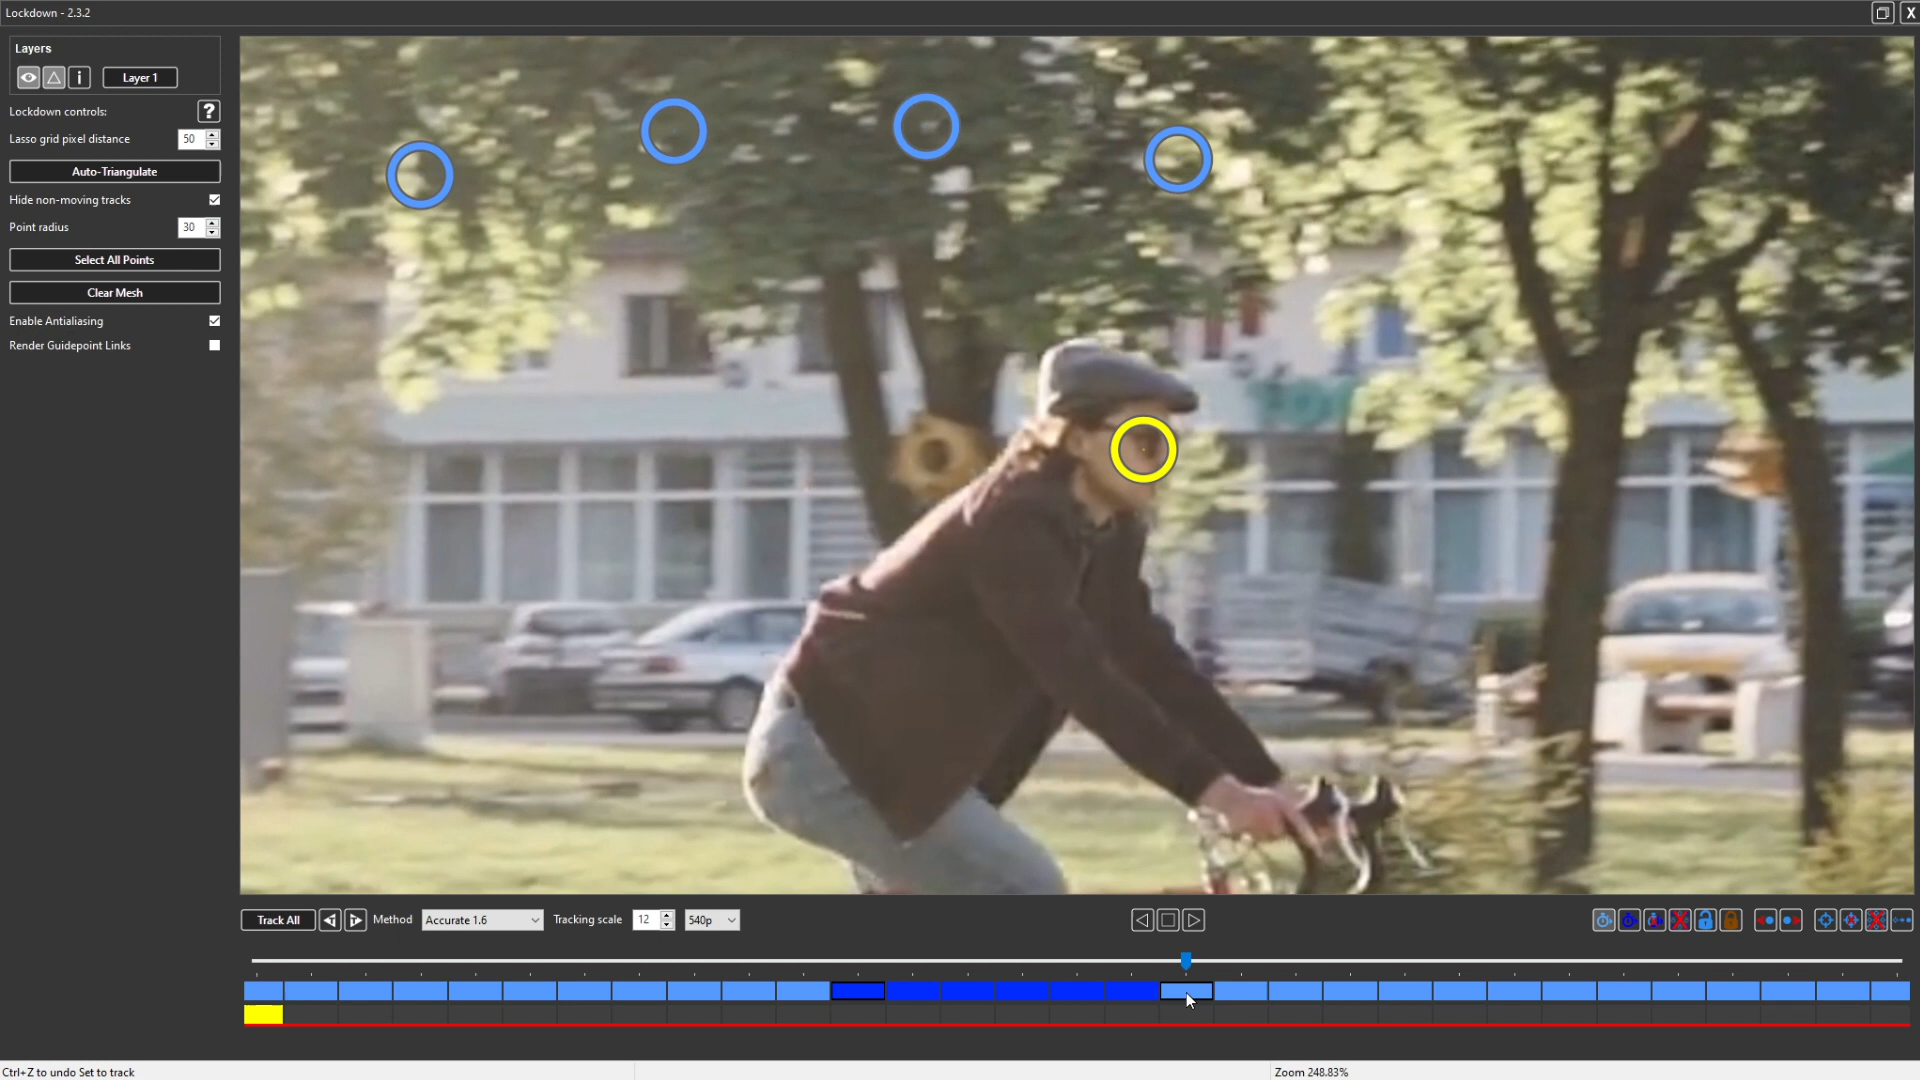 Lockdown - 2.3.2
X
Layers
i
Layer 1
Lockdown controls:
?
Lasso grid pixel distance
50
Auto-Triangulate
Hide non-moving tracks
Point radius
30
Select All Points
Clear Mesh
Enable Antialiasing
Render Guidepoint Links
Track All
Method
Accurate 1.6
Tracking scale
12
540p
Ctrl+Z to undo Set to track
Zoom 248.83%